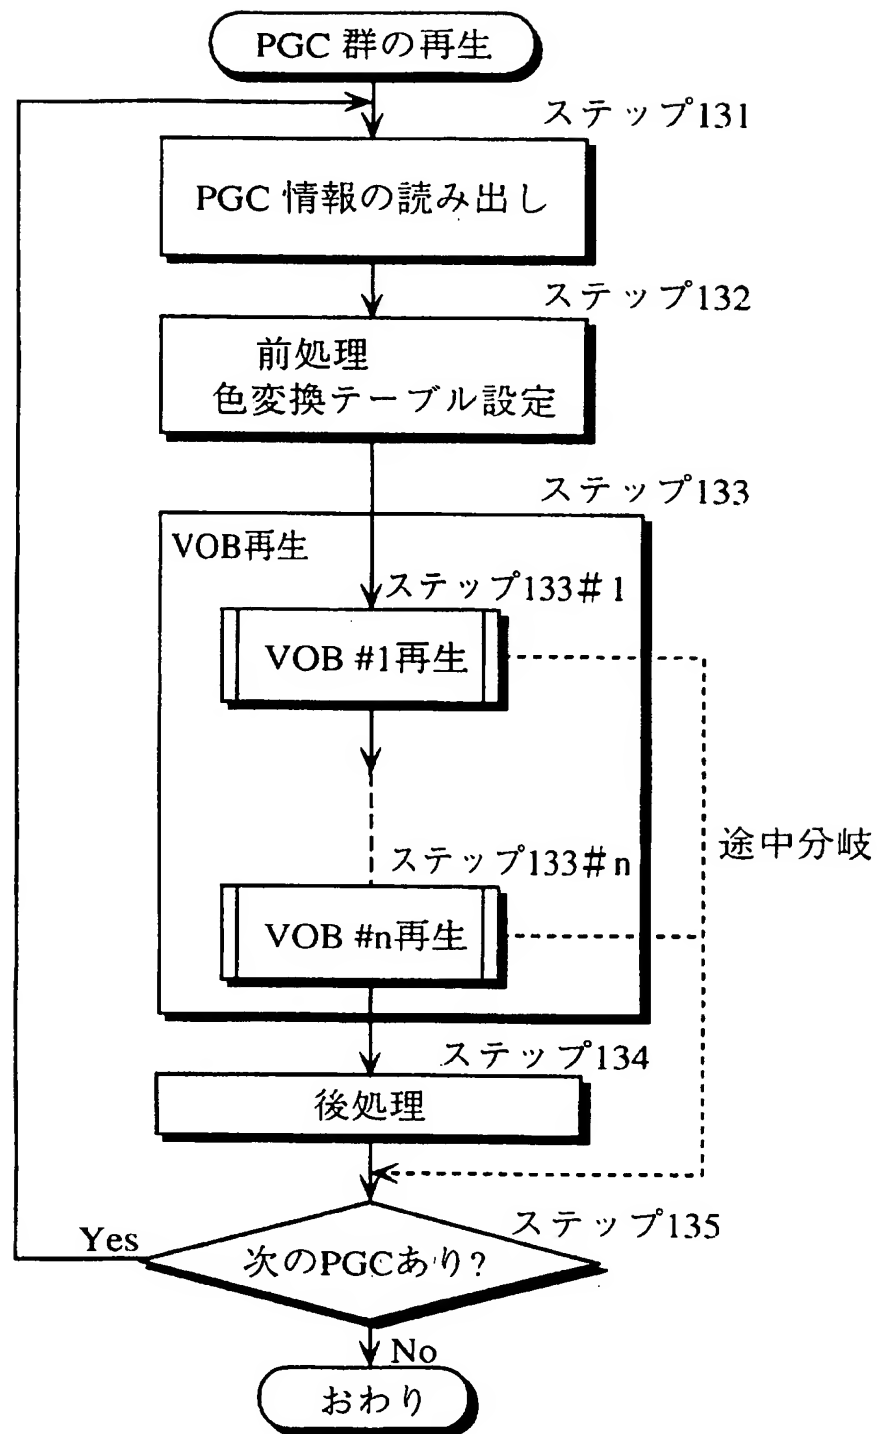 PGC 群の再生
ステップ131
PGC 情報の読み出し
ステップ132
前処理
色変換テーブル設定
ステップ133
VOB再生
ステップ133#1
VOB #1再生
途中分岐
ステップ133#n
VOB #n再生
ステップ134
後処理
ステップ135
Yes
次のPGCあり?
No
おわり